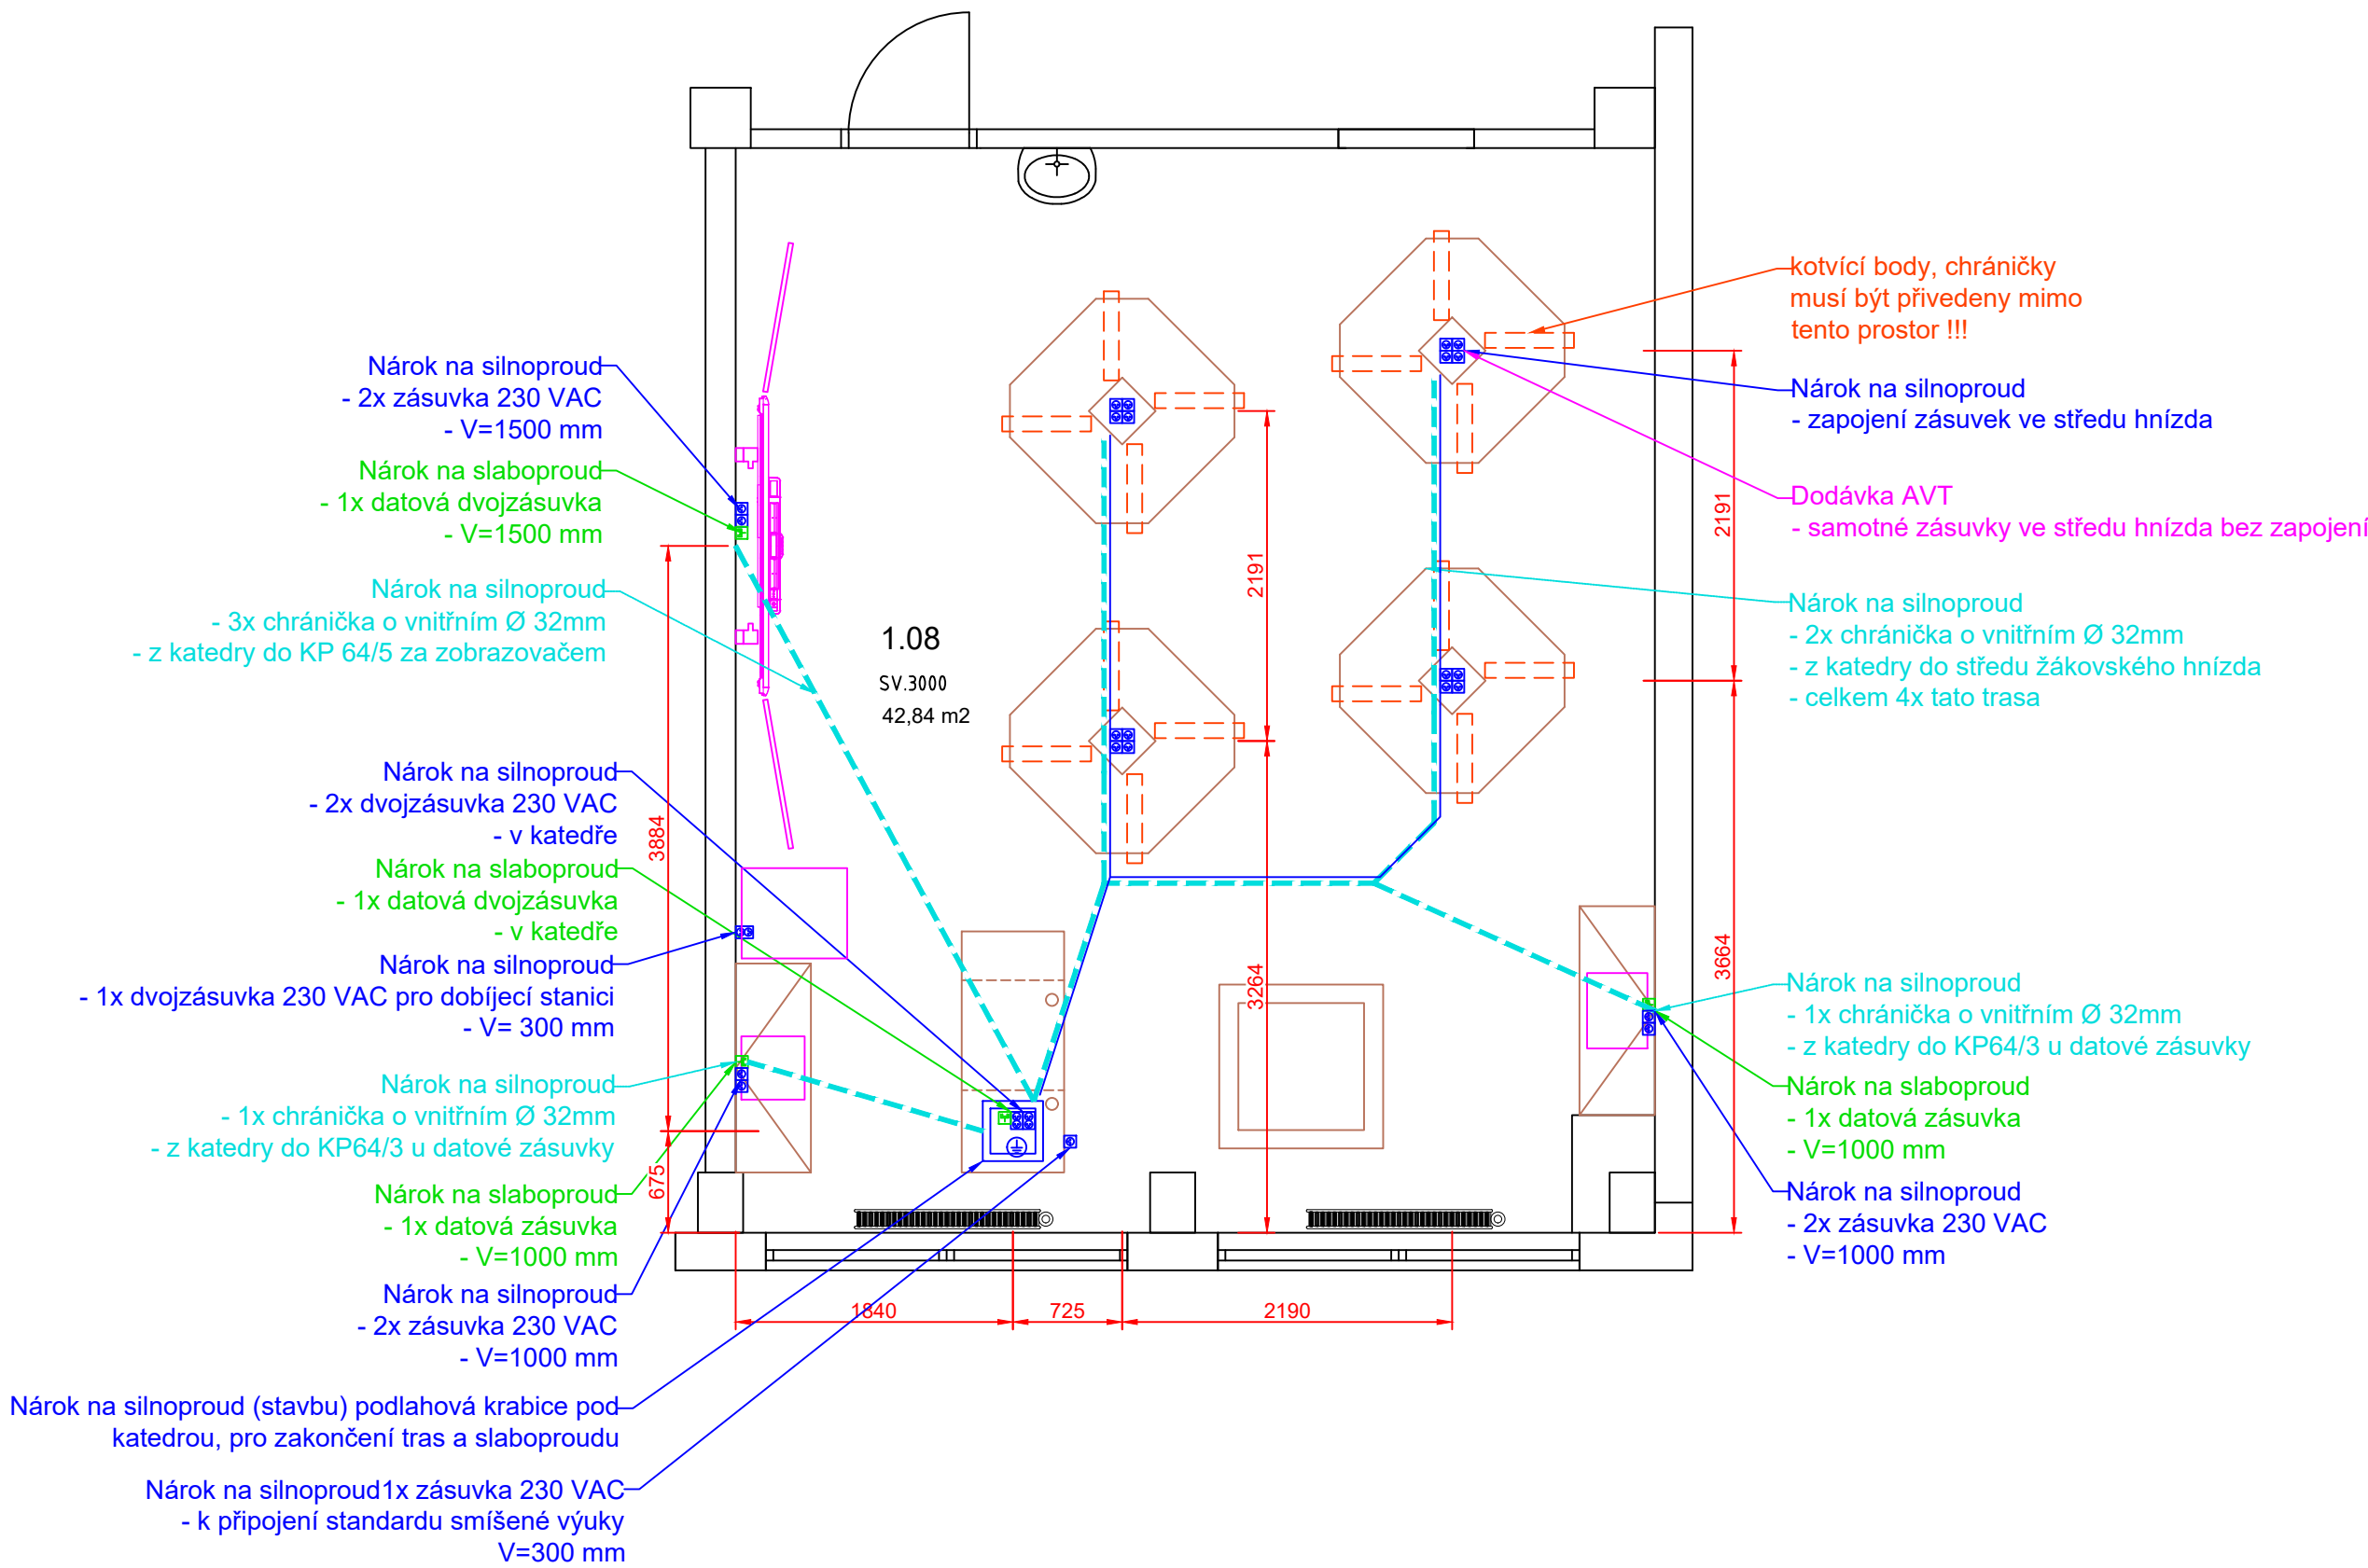 Nárok na silnoproud
- 2x zásuvka 230 VAC
- V=1500 mm
Nárok na slaboproud
- 1x datová dvojzásuvka
- V=1500 mm
Nárok na silnoproud
- 3x chránička o vnitřním Ø 32mm
- z katedry do KP 64/5 za zobrazovačem
Nárok na silnoproud
- 2x dvojzásuvka 230 VAC
- v katedře
Nárok na slaboproud
- 1x datová dvojzásuvka
- v katedře
Nárok na silnoproud
- 1x dvojzásuvka 230 VAC pro dobíjecí stanici
- V= 300 mm
Nárok na silnoproud
- 1x chránička o vnitřním Ø 32mm
- z katedry do KP64/3 u datové zásuvky
Nárok na slaboproud
- 1x datová zásuvka
- V=1000 mm
Nárok na silnoproud
- 2x zásuvka 230 VAC
- V=1000 mm
Nárok na silnoproud (stavbu) podlahová krabice pod
katedrou, pro zakončení tras a slaboproudu
Nárok na silnoproud1x zásuvka 230 VAC
- k připojení standardu smíšené výuky
V=300 mm
3884
675
1.08
SV.3000
42,84 m2
2191
3264
1840
725
2190
2191
3664
kotvící body, chráničky
musí být přivedeny mimo
tento prostor !!!
Nárok na silnoproud
- zapojení zásuvek ve středu hnízda
Dodávka AVT
- samotné zásuvky ve středu hnízda bez zapojení
Nárok na silnoproud
- 2x chránička o vnitřním Ø 32mm
- z katedry do středu žákovského hnízda
- celkem 4x tato trasa
Nárok na silnoproud
- 1x chránička o vnitřním Ø 32mm
- z katedry do KP64/3 u datové zásuvky
Nárok na slaboproud
- 1x datová zásuvka
- V=1000 mm
Nárok na silnoproud
- 2x zásuvka 230 VAC
- V=1000 mm